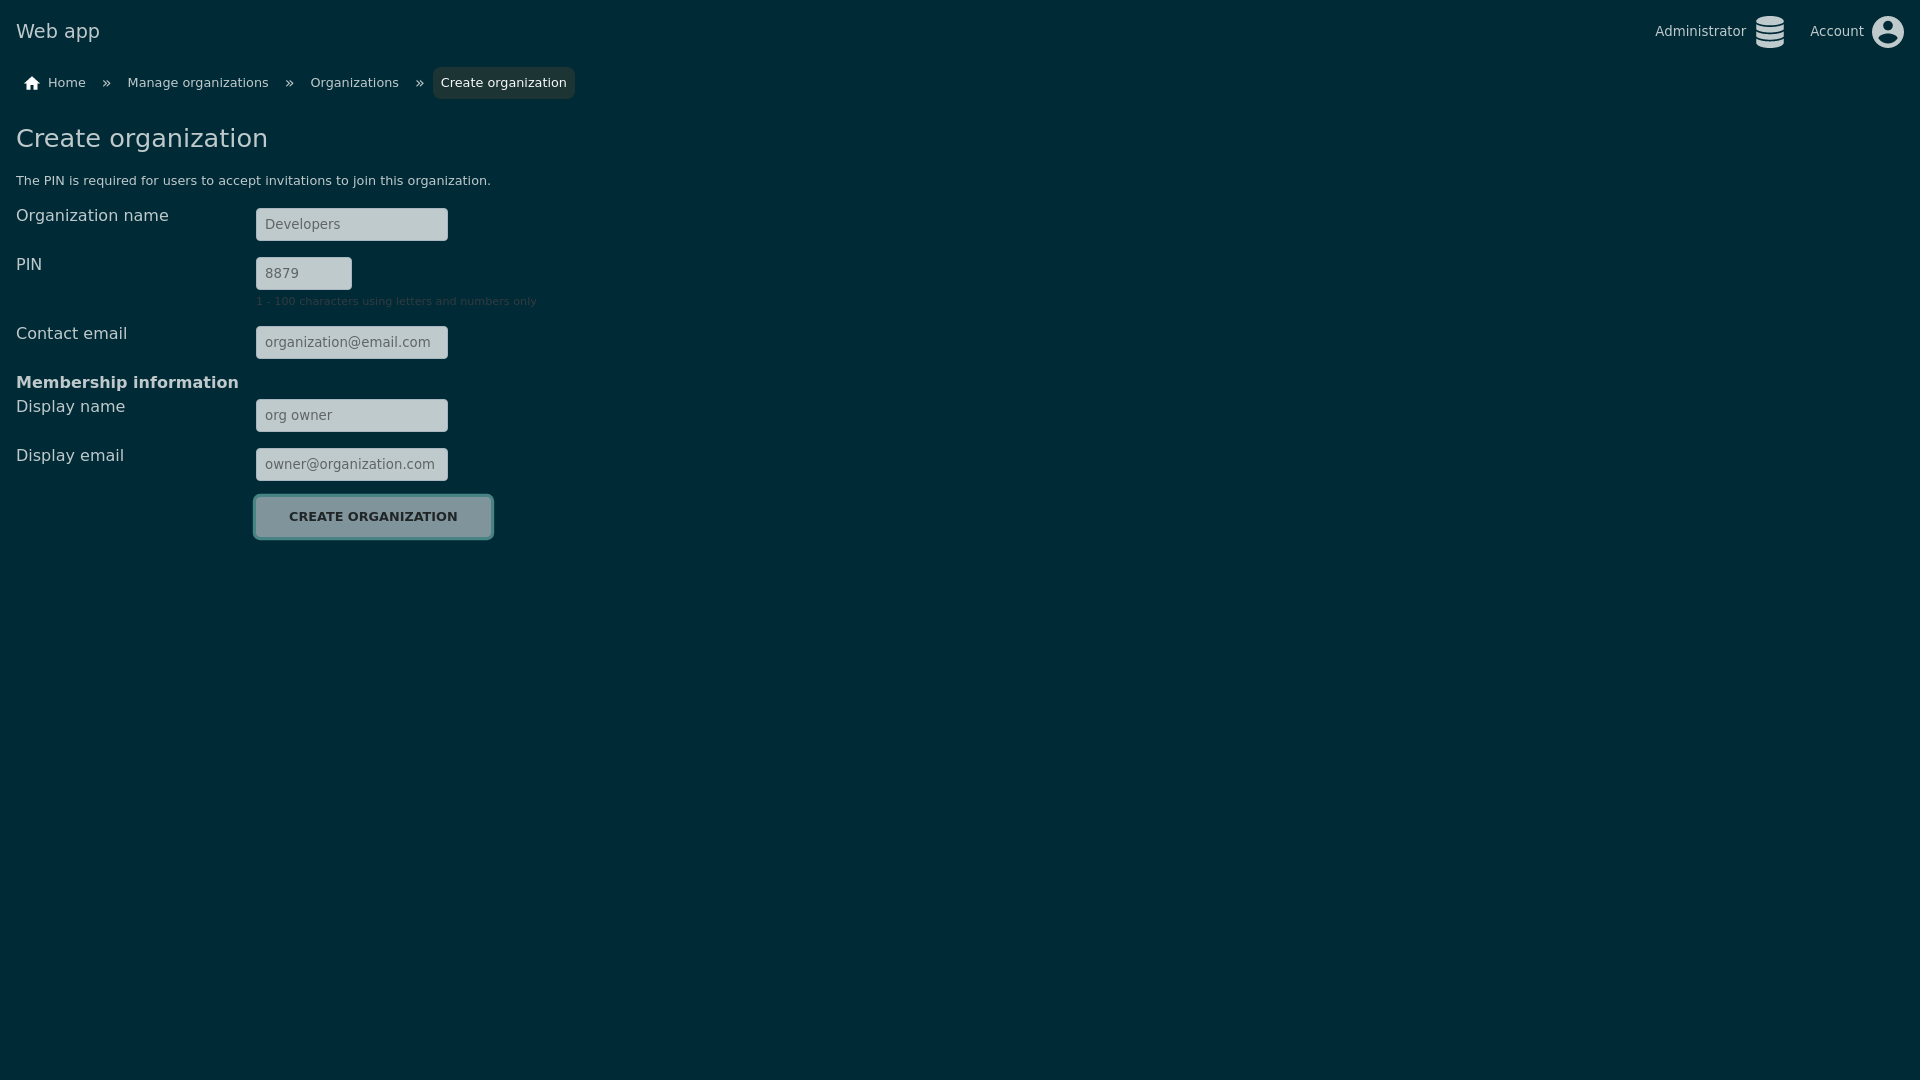 Web app
Administrator
Account
Home » Manage organizations » Organizations » Create organization
Create organization
The PIN is required for users to accept invitations to join this organization.
Organization name
Developers
PIN
8879
1 - 100 characters using letters and numbers only
Contact email
organization@email.com
Membership information
Display name
org owner
Display email
owner@organization.com
CREATE ORGANIZATION